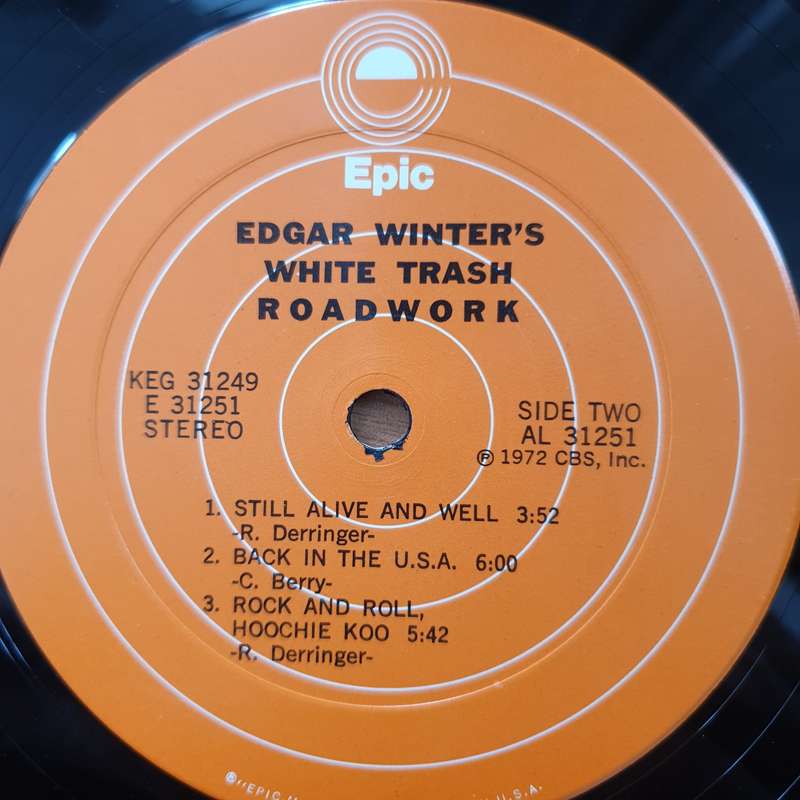 Epic
EDGAR WINTER'S
WHITE TRASH
ROADWORK
KEG 31249
E 31251
STEREO
SIDE TWO
AL 31251
℗ 1972 CBS, Inc.
1. STILL ALIVE AND WELL 3:52
-R. Derringer-
2. BACK IN THE U.S.A. 6:00
-C. Berry-
3. ROCK AND ROLL,
HOOCHIE KOO 5:42
-R. Derringer-
®"EPIC," U.S.A.